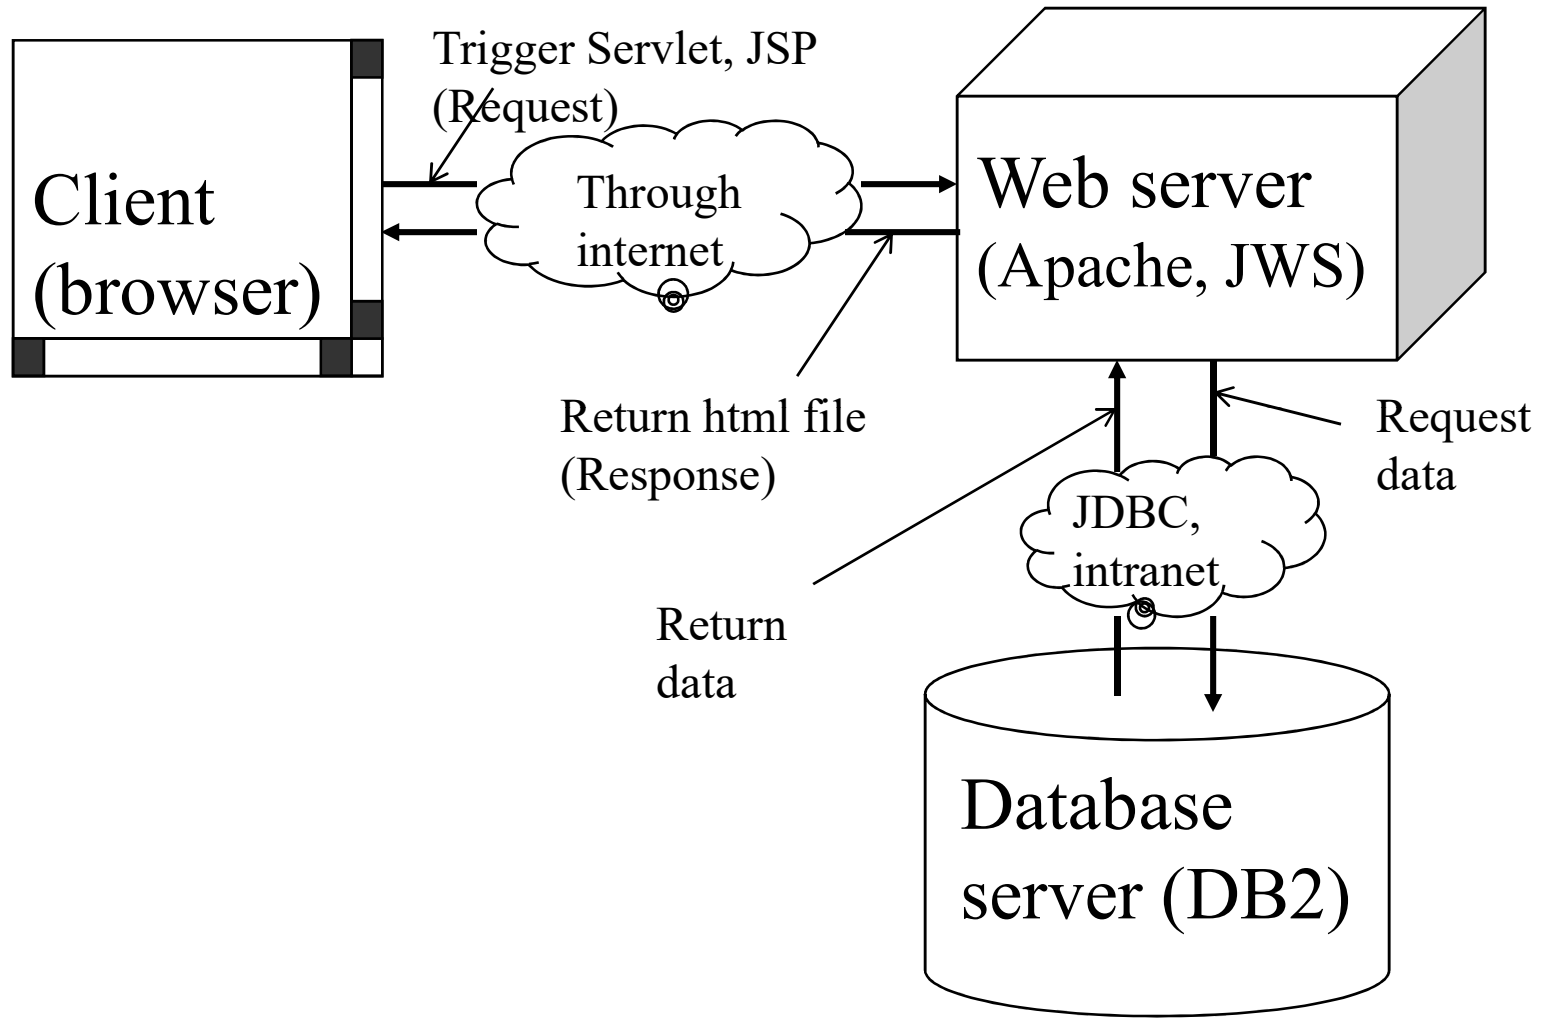 Trigger Servlet, JSP
(Request)
Client
(browser)
Through
internet
Web server
(Apache, JWS)
Return html file
(Response)
Request
data
JDBC,
intranet
Return
data
Database
server (DB2)